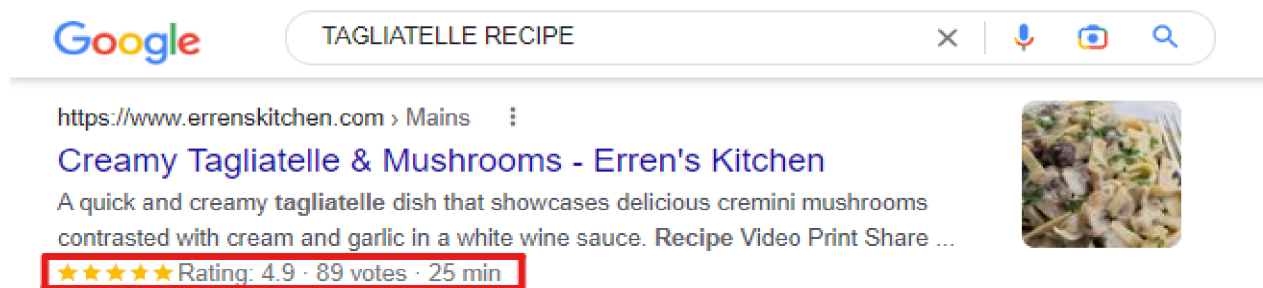 Google
TAGLIATELLE RECIPE
https://www.errenskitchen.com › Mains
Creamy Tagliatelle & Mushrooms - Erren's Kitchen
A quick and creamy tagliatelle dish that showcases delicious cremini mushrooms
contrasted with cream and garlic in a white wine sauce. Recipe Video Print Share ...
Rating: 4.9 · 89 votes · 25 min